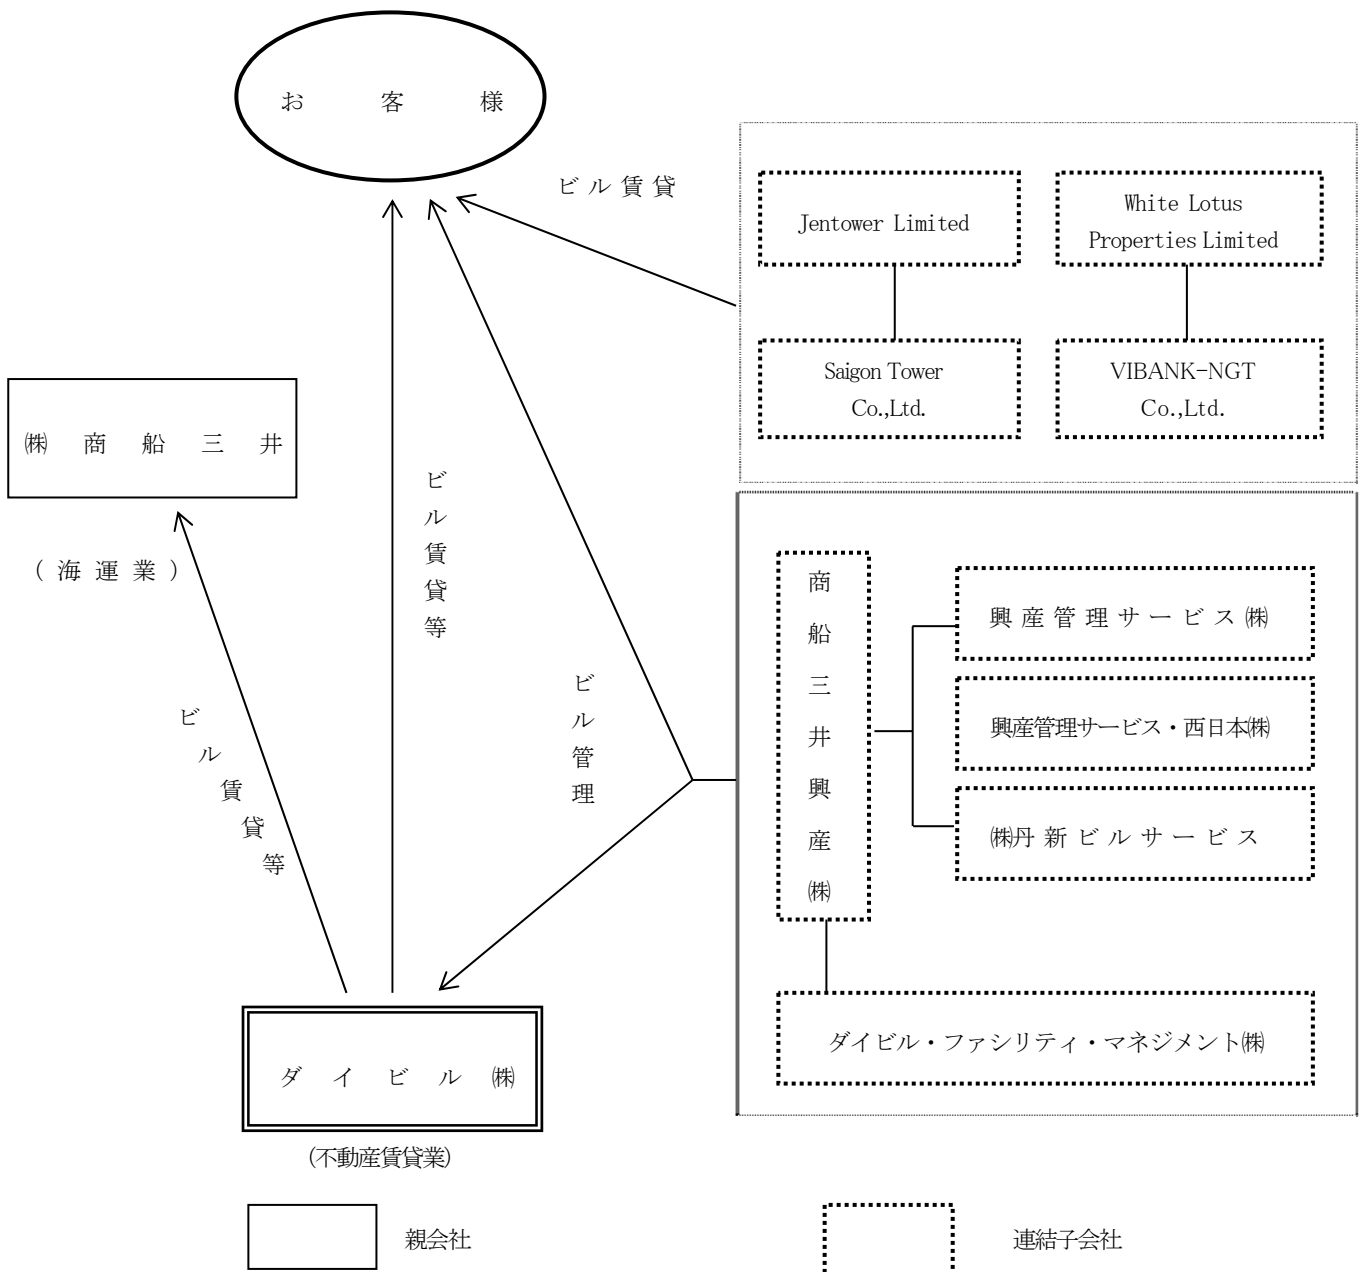 お客様
ビル賃貸
Jentower Limited
White Lotus
Properties Limited
Saigon Tower
Co.,Ltd.
VIBANK-NGT
Co.,Ltd.
㈱商船三井
(海運業)
ビル賃貸等
ビル賃貸等
ビル管理
商船三井興産㈱
興産管理サービス㈱
興産管理サービス・西日本㈱
㈱丹新ビルサービス
ダイビル・ファシリティ・マネジメント㈱
ダイビル㈱
(不動産賃貸業)
親会社
連結子会社